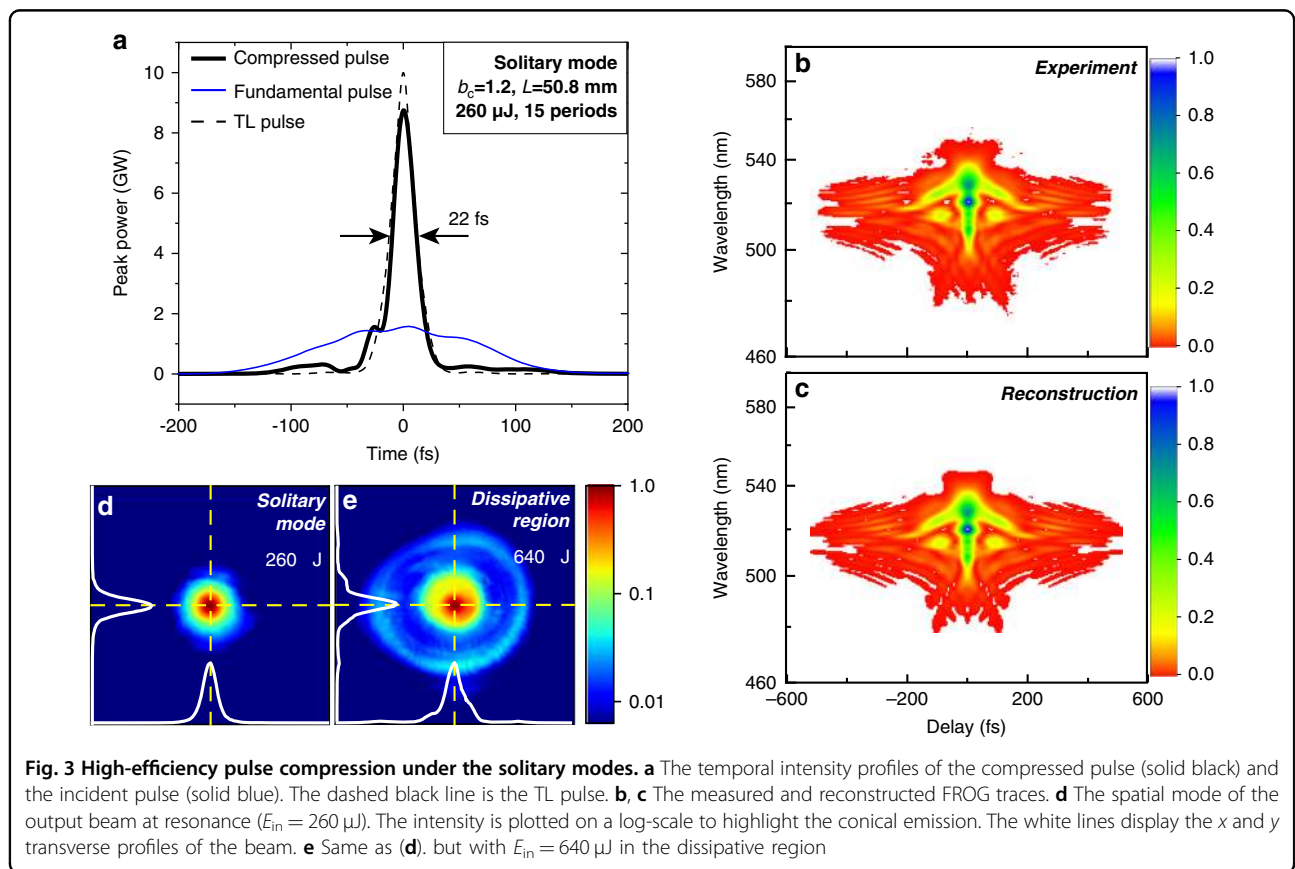 a
Compressed pulse
Fundamental pulse
TL pulse
Solitary mode
b_c=1.2, L=50.8 mm
260 µJ, 15 periods
22 fs
Peak power (GW)
10
8
6
4
2
0
-200
-100
0
100
200
Time (fs)
b
Experiment
Wavelength (nm)
580
540
500
460
1.0
0.8
0.6
0.4
0.2
0.0
c
Reconstruction
Wavelength (nm)
580
540
500
460
1.0
0.8
0.6
0.4
0.2
0.0
−600
−200
200
600
Delay (fs)
d
Solitary
mode
260 J
e
Dissipative
region
640 J
1.0
0.1
0.01
Fig. 3 High-efficiency pulse compression under the solitary modes. a The temporal intensity profiles of the compressed pulse (solid black) and
the incident pulse (solid blue). The dashed black line is the TL pulse. b, c The measured and reconstructed FROG traces. d The spatial mode of the
output beam at resonance (E_in = 260 µJ). The intensity is plotted on a log-scale to highlight the conical emission. The white lines display the x and y
transverse profiles of the beam. e Same as (d). but with E_in = 640 µJ in the dissipative region